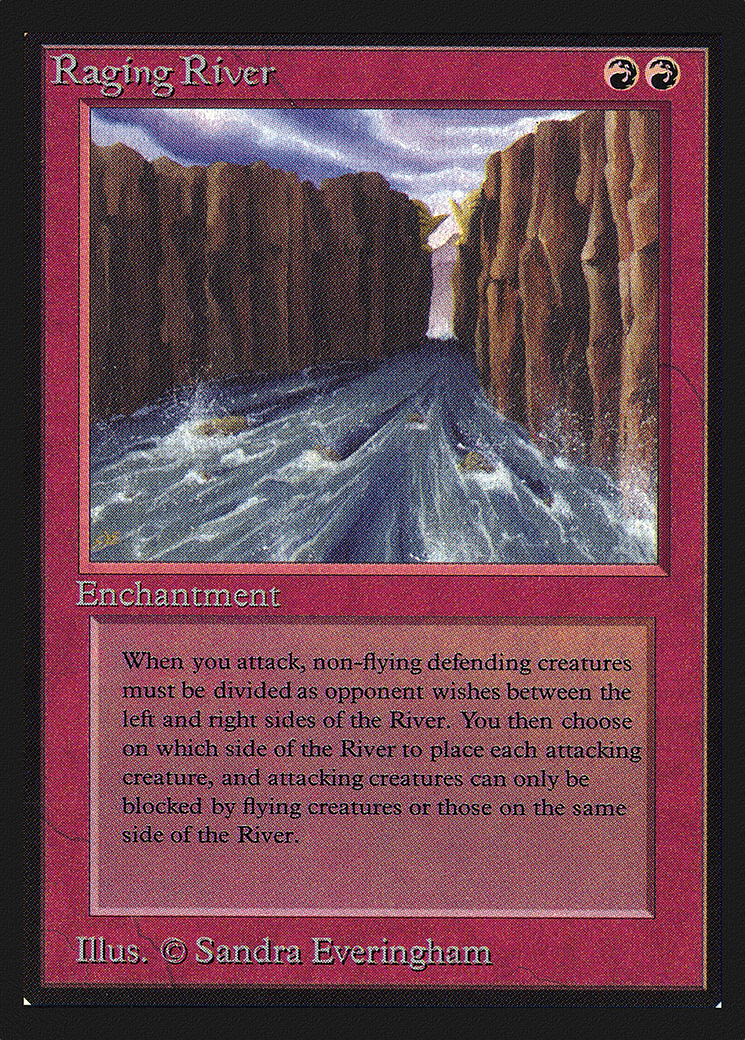 Raging River
Enchantment
When you attack, non-flying defending creatures
must be divided as opponent wishes between the
left and right sides of the River. You then choose
on which side of the River to place each attacking
creature, and attacking creatures can only be
blocked by flying creatures or those on the same
side of the River.
Illus. © Sandra Everingham